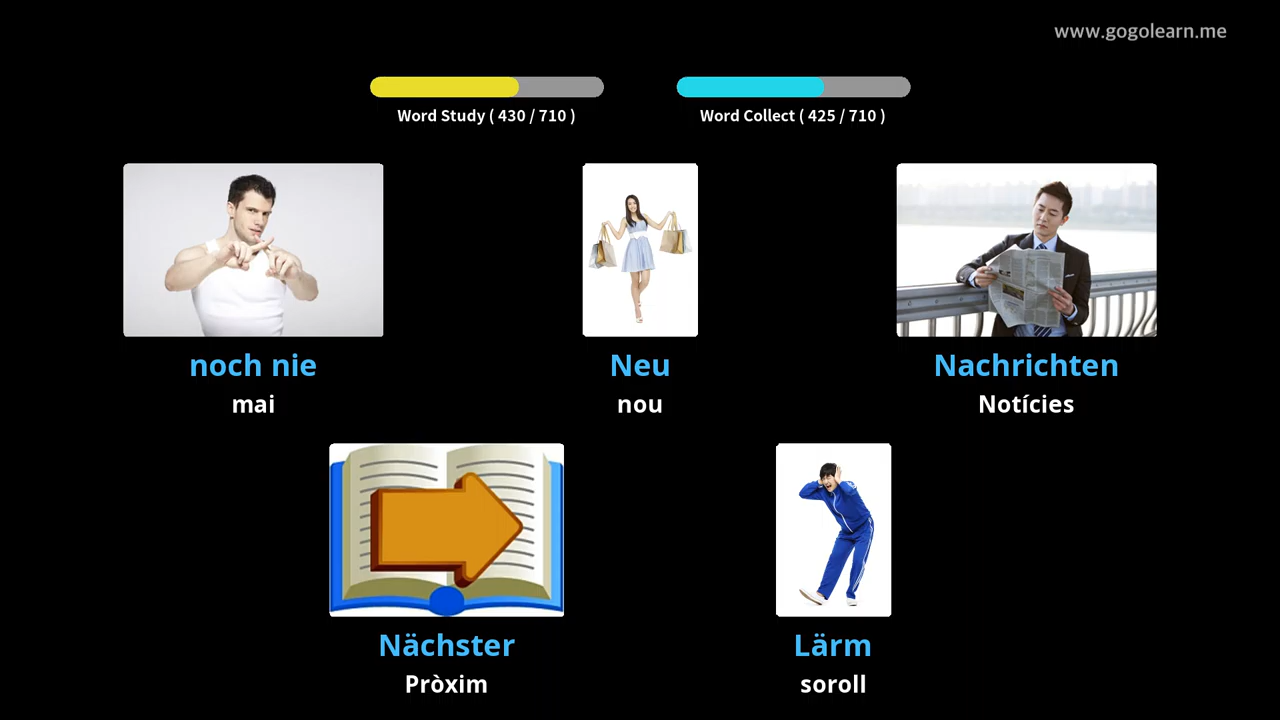 www.gogolearn.me
Word Study ( 430 / 710 )
Word Collect ( 425 / 710 )
noch nie
mai
Neu
nou
Nachrichten
Notícies
Nächster
Pròxim
Lärm
soroll